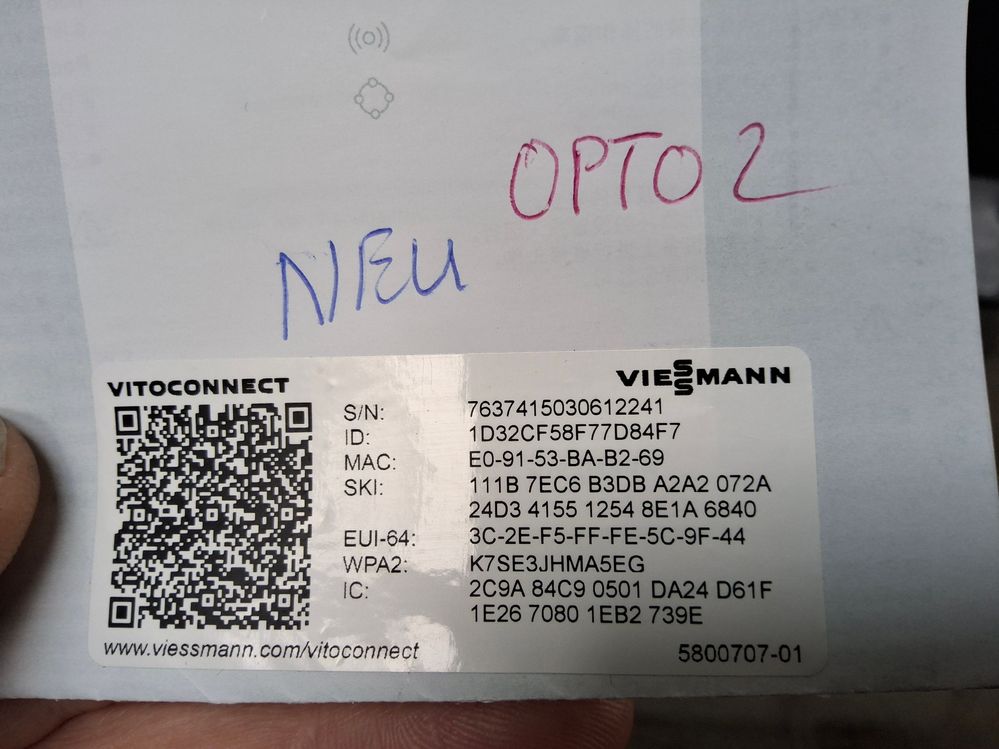 OPTO 2
NEU
VITOCONNECT
VIESSMANN
S/N: 7637415030612241
ID: 1D32CF58F77D84F7
MAC: E0-91-53-BA-B2-69
SKI: 111B 7EC6 B3DB A2A2 072A
24D3 4155 1254 8E1A 6840
EUI-64: 3C-2E-F5-FF-FE-5C-9F-44
WPA2: K7SE3JHMA5EG
IC: 2C9A 84C9 0501 DA24 D61F
1E26 7080 1EB2 739E
www.viessmann.com/vitoconnect
5800707-01